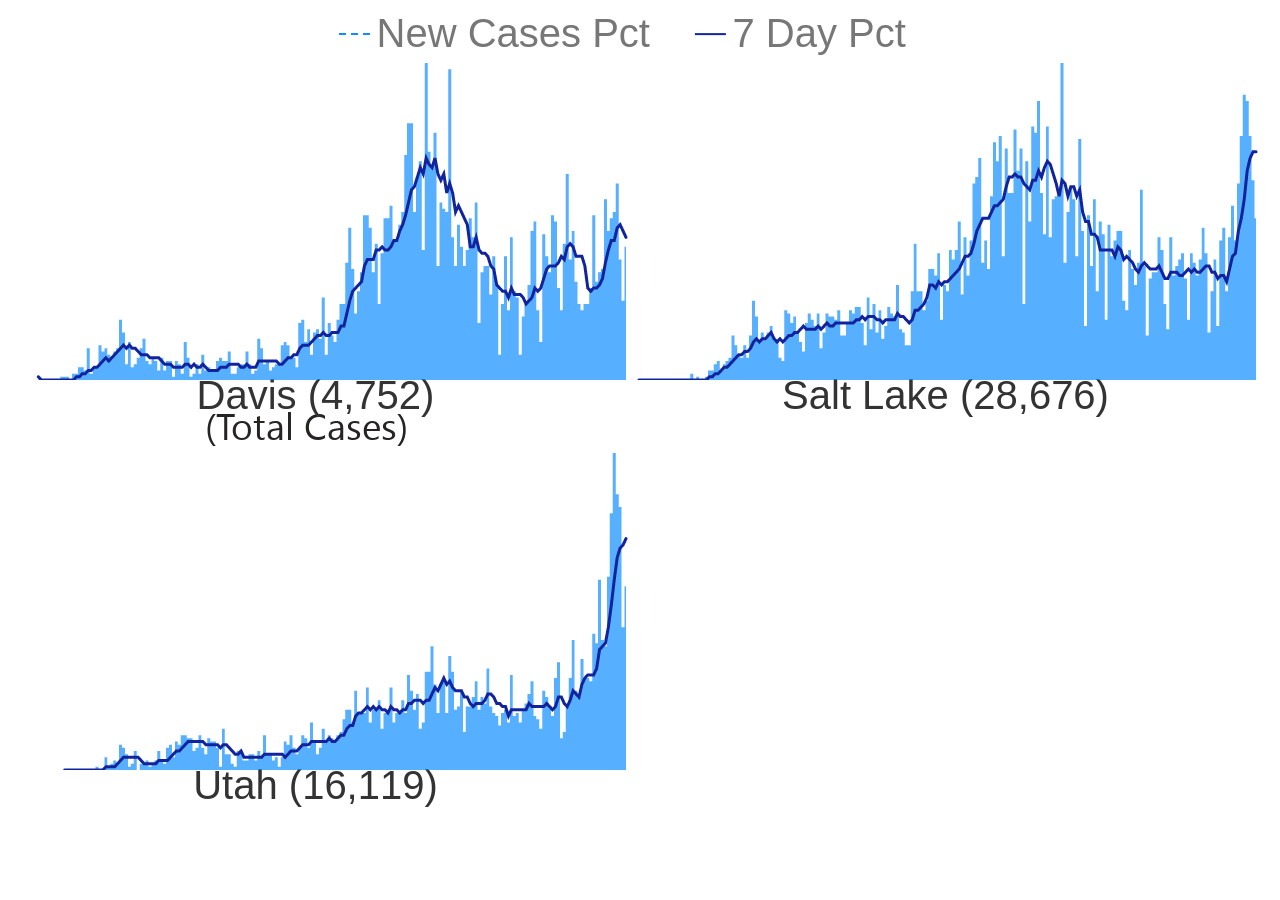 New Cases Pct 7 Day Pct
Davis (4,752) Salt Lake (28,676)
(Total Cases)
Utah (16,119)